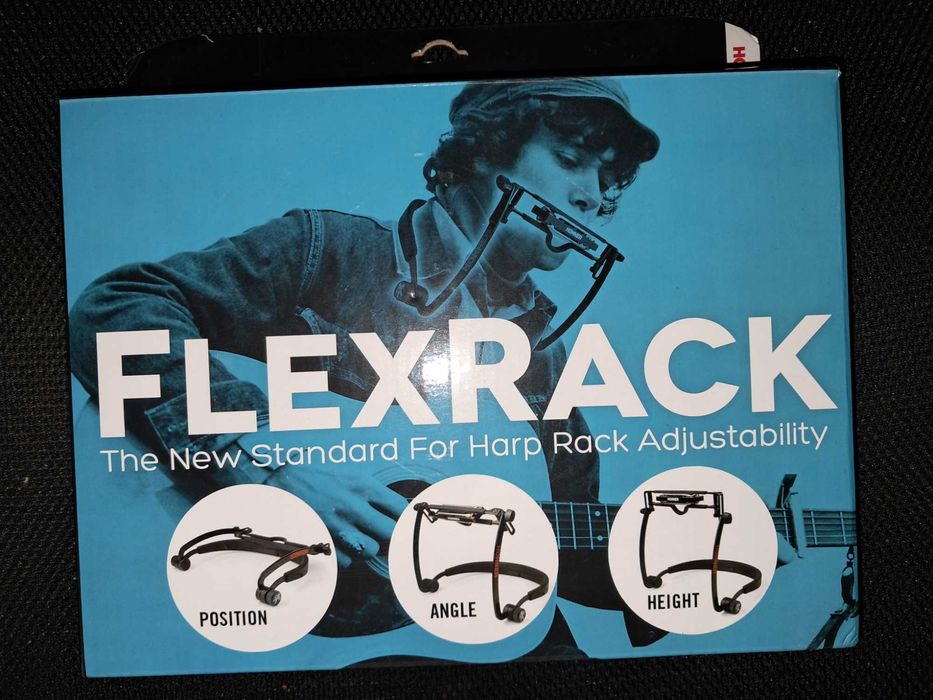 FLEXRACK
The New Standard For Harp Rack Adjustability
POSITION
ANGLE
HEIGHT